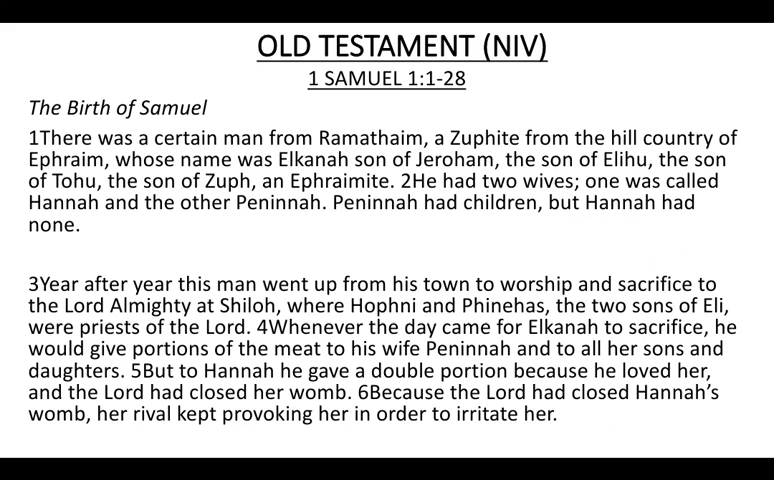 OLD TESTAMENT (NIV)
1 SAMUEL 1:1-28
The Birth of Samuel
1There was a certain man from Ramathaim, a Zuphite from the hill country of
Ephraim, whose name was Elkanah son of Jeroham, the son of Elihu, the son
of Tohu, the son of Zuph, an Ephraimite. 2He had two wives; one was called
Hannah and the other Peninnah. Peninnah had children, but Hannah had
none.
3Year after year this man went up from his town to worship and sacrifice to
the Lord Almighty at Shiloh, where Hophni and Phinehas, the two sons of Eli,
were priests of the Lord. 4Whenever the day came for Elkanah to sacrifice, he
would give portions of the meat to his wife Peninnah and to all her sons and
daughters. 5But to Hannah he gave a double portion because he loved her,
and the Lord had closed her womb. 6Because the Lord had closed Hannah’s
womb, her rival kept provoking her in order to irritate her.